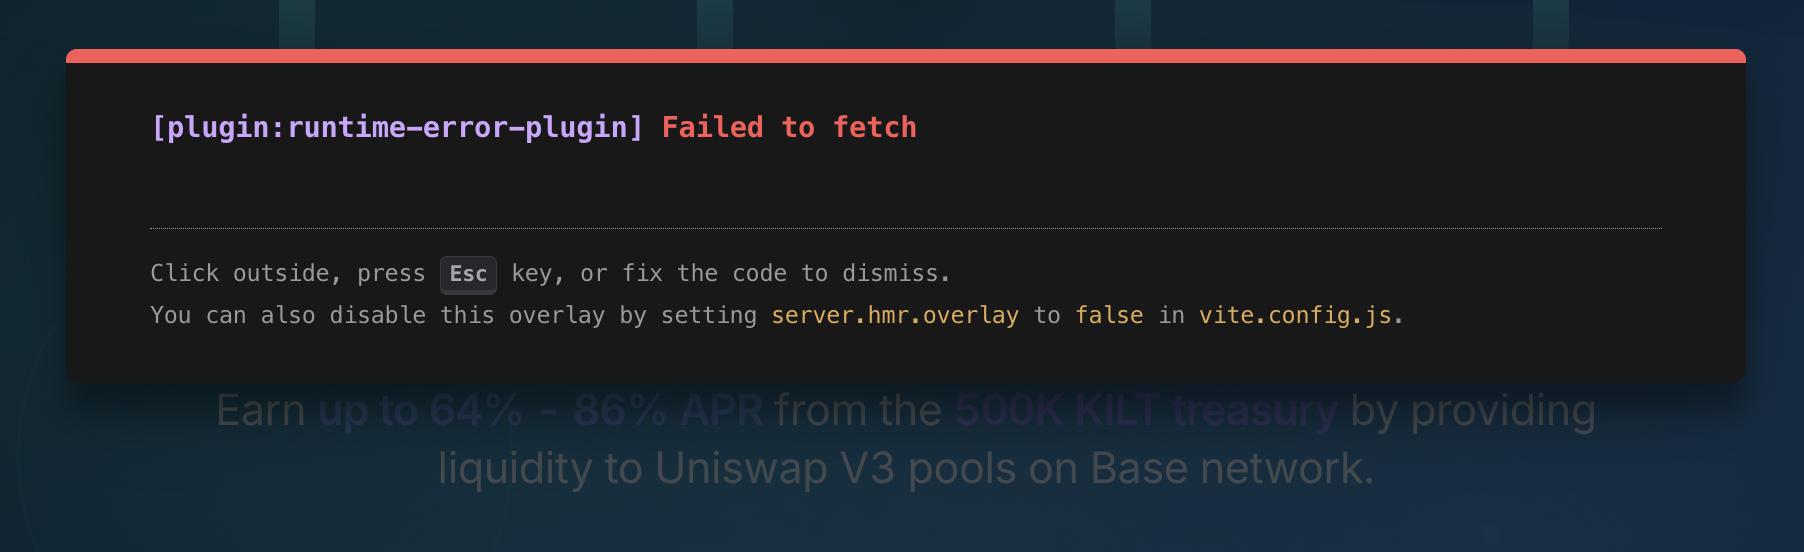 [plugin:runtime-error-plugin] Failed to fetch
Click outside, press Esc key, or fix the code to dismiss.
You can also disable this overlay by setting server.hmr.overlay to false in vite.config.js.
Earn up to 64% - 86% APR from the 500K KILT treasury by providing
liquidity to Uniswap V3 pools on Base network.